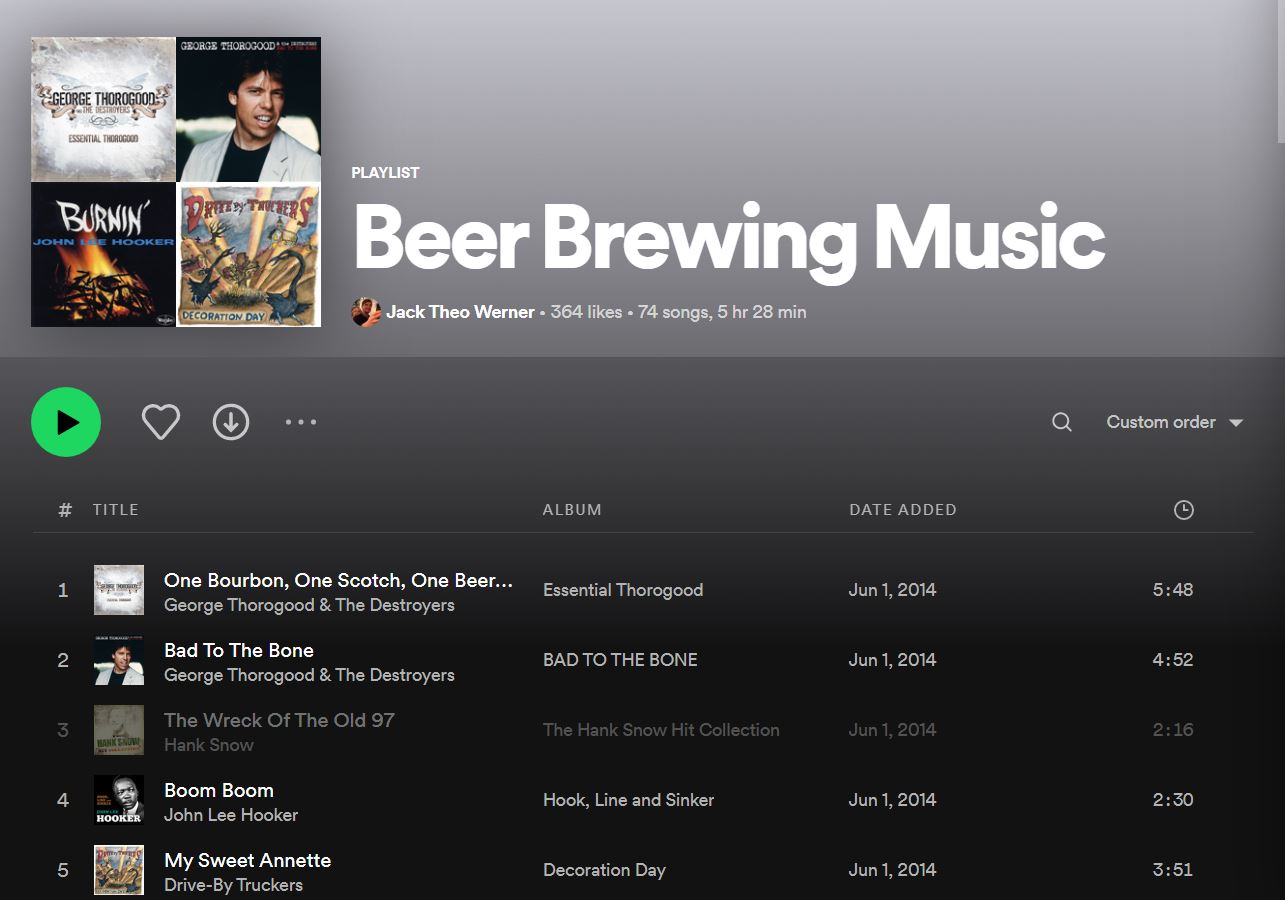 GEORGE THOROGOOD
AND THE DESTROYERS
ESSENTIAL THOROGOOD
GEORGE THOROGOOD & the DESTROYERS
BAD TO THE BONE
BURNIN'
JOHN LEE HOOKER
DRIVE-BY TRUCKERS
DECORATION DAY
PLAYLIST
Beer Brewing Music
Jack Theo Werner • 364 likes • 74 songs, 5 hr 28 min
Custom order
# TITLE ALBUM DATE ADDED
1 One Bourbon, One Scotch, One Beer... Essential Thorogood Jun 1, 2014 5:48
George Thorogood & The Destroyers
2 Bad To The Bone BAD TO THE BONE Jun 1, 2014 4:52
George Thorogood & The Destroyers
3 The Wreck Of The Old 97 The Hank Snow Hit Collection Jun 1, 2014 2:16
HANK SNOW
Hank Snow
4 Boom Boom Hook, Line and Sinker Jun 1, 2014 2:30
HOOKER
John Lee Hooker
5 My Sweet Annette Decoration Day Jun 1, 2014 3:51
Drive-By Truckers